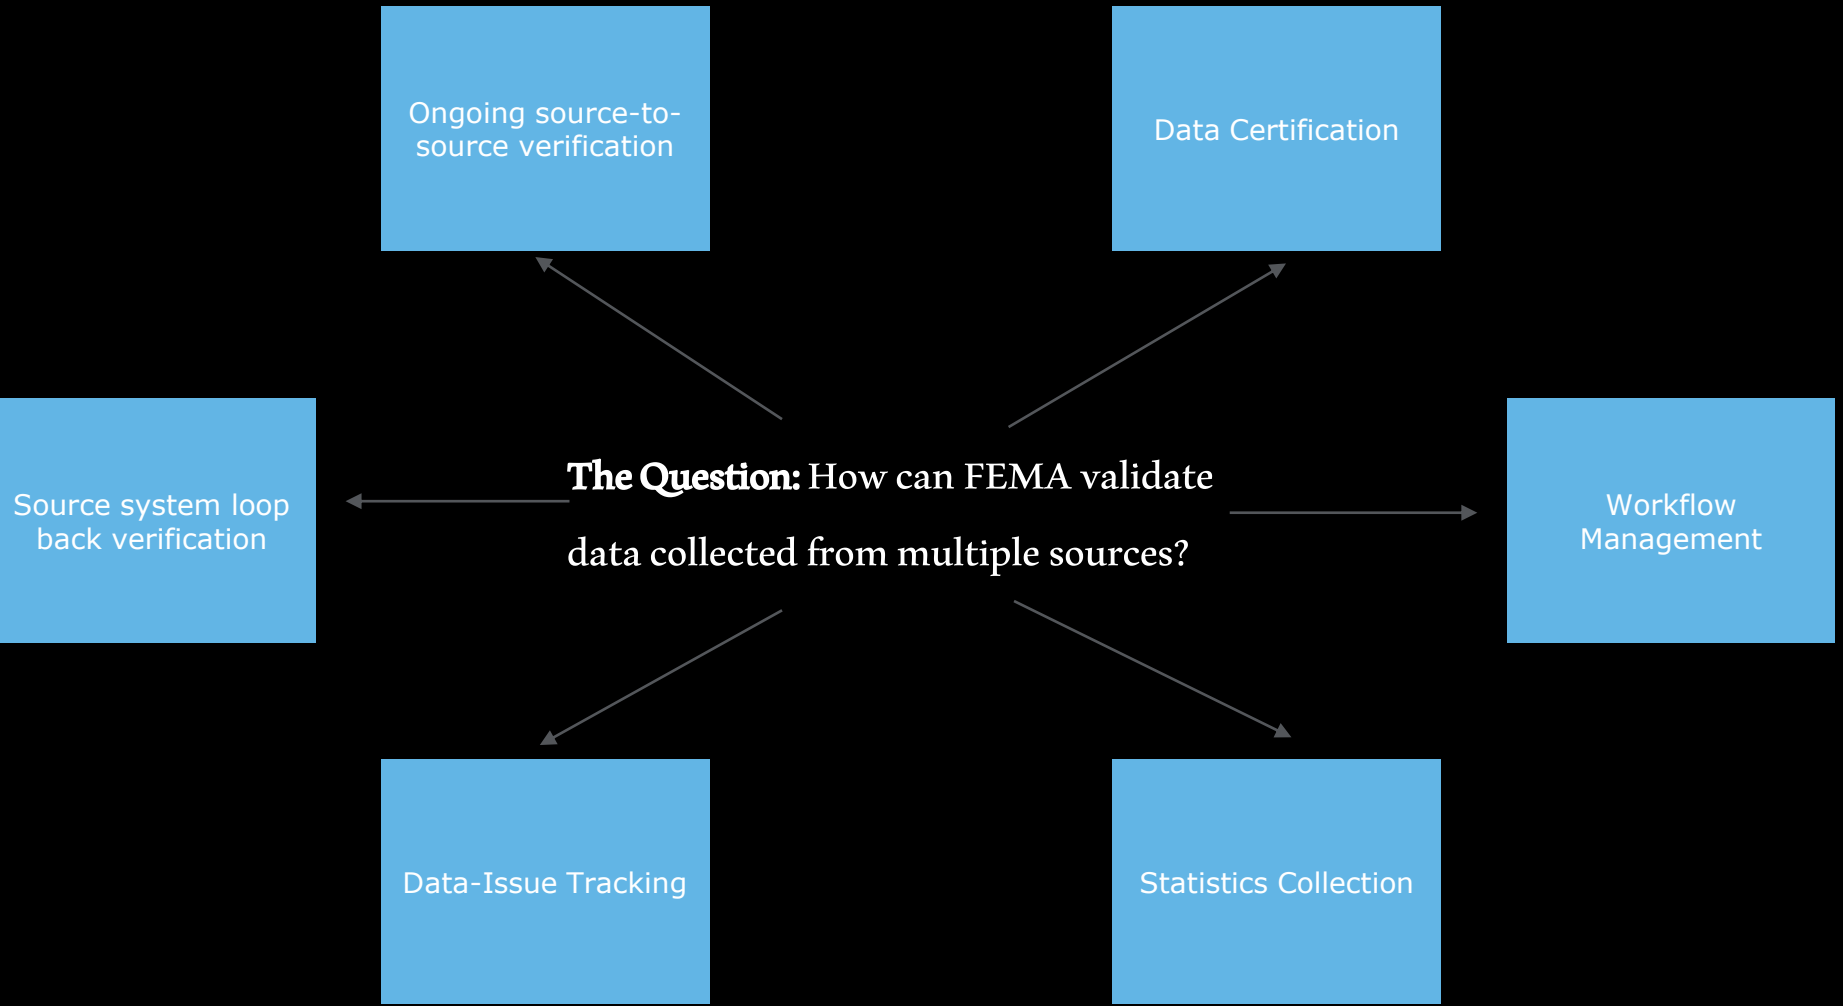 Ongoing source-to-
source verification
Data Certification
Source system loop
back verification
The Question: How can FEMA validate
data collected from multiple sources?
Workflow
Management
Data-Issue Tracking
Statistics Collection